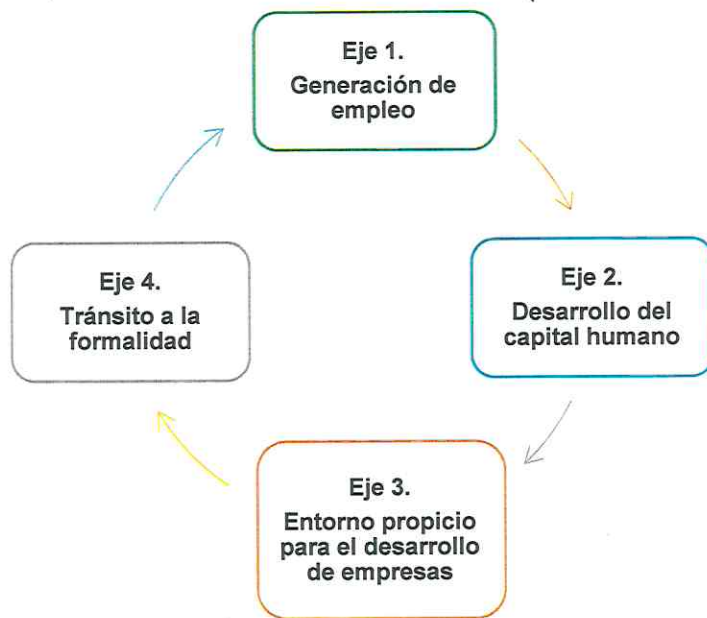 Eje 1.
Generación de
empleo
Eje 2.
Desarrollo del
capital humano
Eje 3.
Entorno propicio
para el desarrollo
de empresas
Eje 4.
Tránsito a la
formalidad